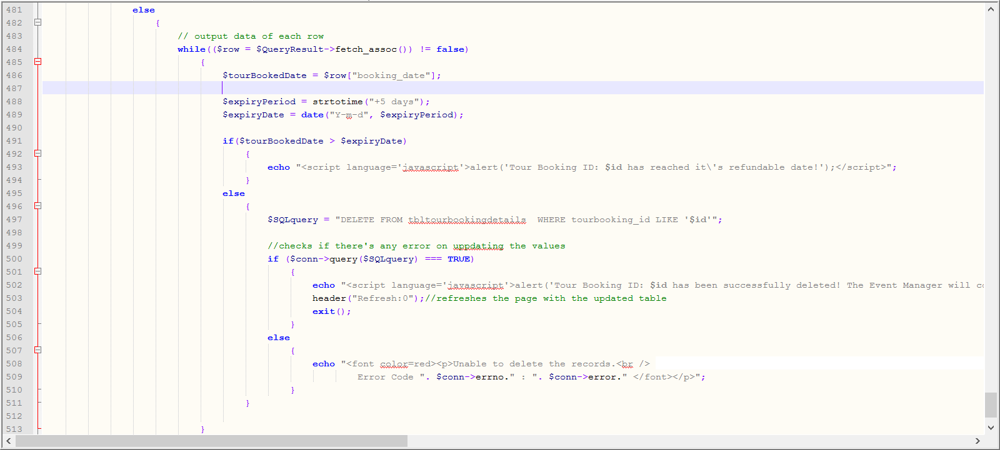 481 else
482 {
483 // output data of each row
484 while(($row = $QueryResult->fetch_assoc()) != false)
485 {
486 $tourBookedDate = $row["booking_date"];
487
488 $expiryPeriod = strtotime("+5 days");
489 $expiryDate = date("Y-m-d", $expiryPeriod);
490
491 if($tourBookedDate > $expiryDate)
492 {
493 echo "<script language='javascript'>alert('Tour Booking ID: $id has reached it\'s refundable date!');</script>";
494 }
495 else
496 {
497 $SQLquery = "DELETE FROM tbltourbookingdetails  WHERE tourbooking_id LIKE '$id'";
498
499 //checks if there's any error on uppdating the values
500 if ($conn->query($SQLquery) === TRUE)
501 {
502 echo "<script language='javascript'>alert('Tour Booking ID: $id has been successfully deleted! The Event Manager will
503 header("Refresh:0");//refreshes the page with the updated table
504 exit();
505 }
506 else
507 {
508 echo "<font color=red><p>Unable to delete the records.<br />
509 Error Code ". $conn->errno." : ". $conn->error." </font></p>";
510 }
511 }
512
513 }